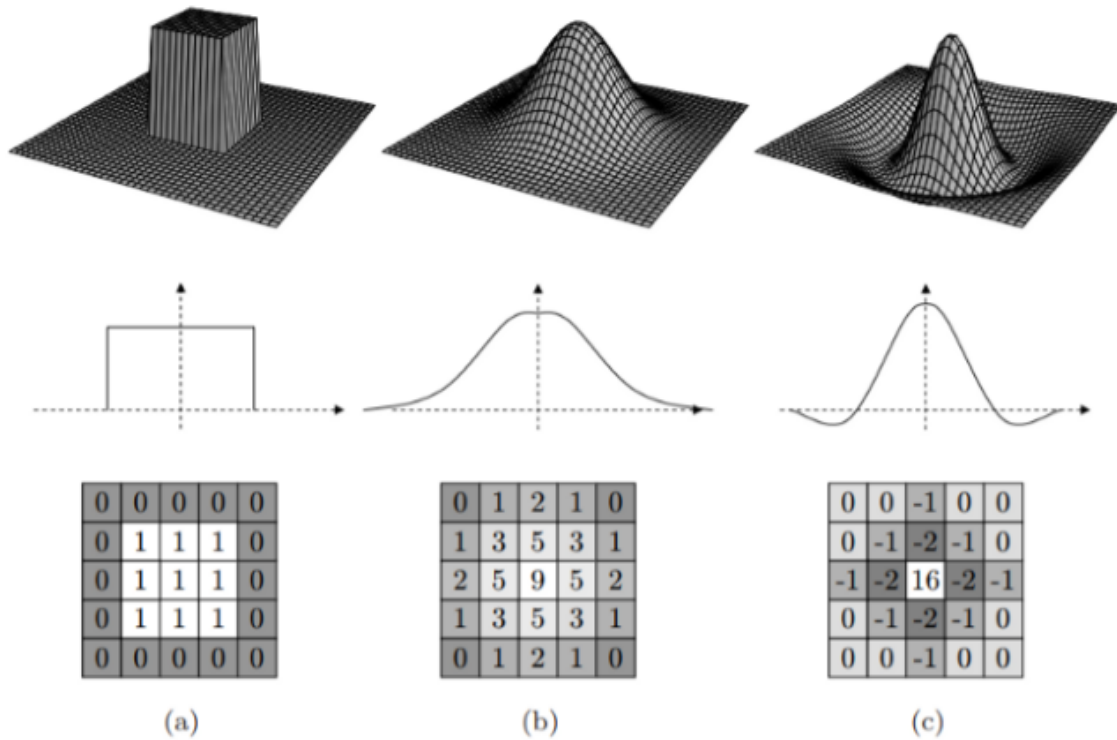 0 0 0 0 0
0 1 1 1 0
0 1 1 1 0
0 1 1 1 0
0 0 0 0 0
0 1 2 1 0
1 3 5 3 1
2 5 9 5 2
1 3 5 3 1
0 1 2 1 0
0 0 -1 0 0
0 -1 -2 -1 0
-1 -2 16 -2 -1
0 -1 -2 -1 0
0 0 -1 0 0
(a)
(b)
(c)